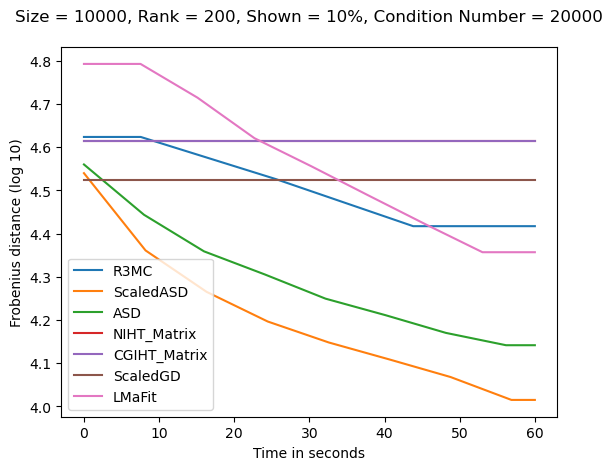 Size = 10000, Rank = 200, Shown = 10%, Condition Number = 20000
Frobenius distance (log 10)
4.8
4.7
4.6
4.5
4.4
4.3
4.2
4.1
4.0
R3MC
ScaledASD
ASD
NIHT_Matrix
CGIHT_Matrix
ScaledGD
LMaFit
0 10 20 30 40 50 60
Time in seconds